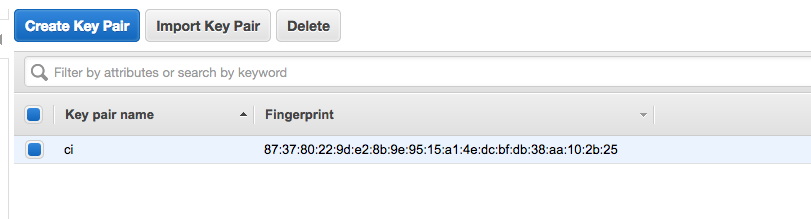 Create Key Pair Import Key Pair Delete
Filter by attributes or search by keyword
Key pair name Fingerprint
ci 87:37:80:22:9d:e2:8b:9e:95:15:a1:4e:dc:bf:db:38:aa:10:2b:25